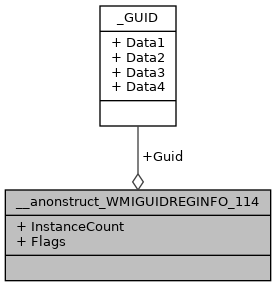 _GUID
+ Data1
+ Data2
+ Data3
+ Data4
+Guid
__anonstruct_WMIGUIDREGINFO_114
+ InstanceCount
+ Flags